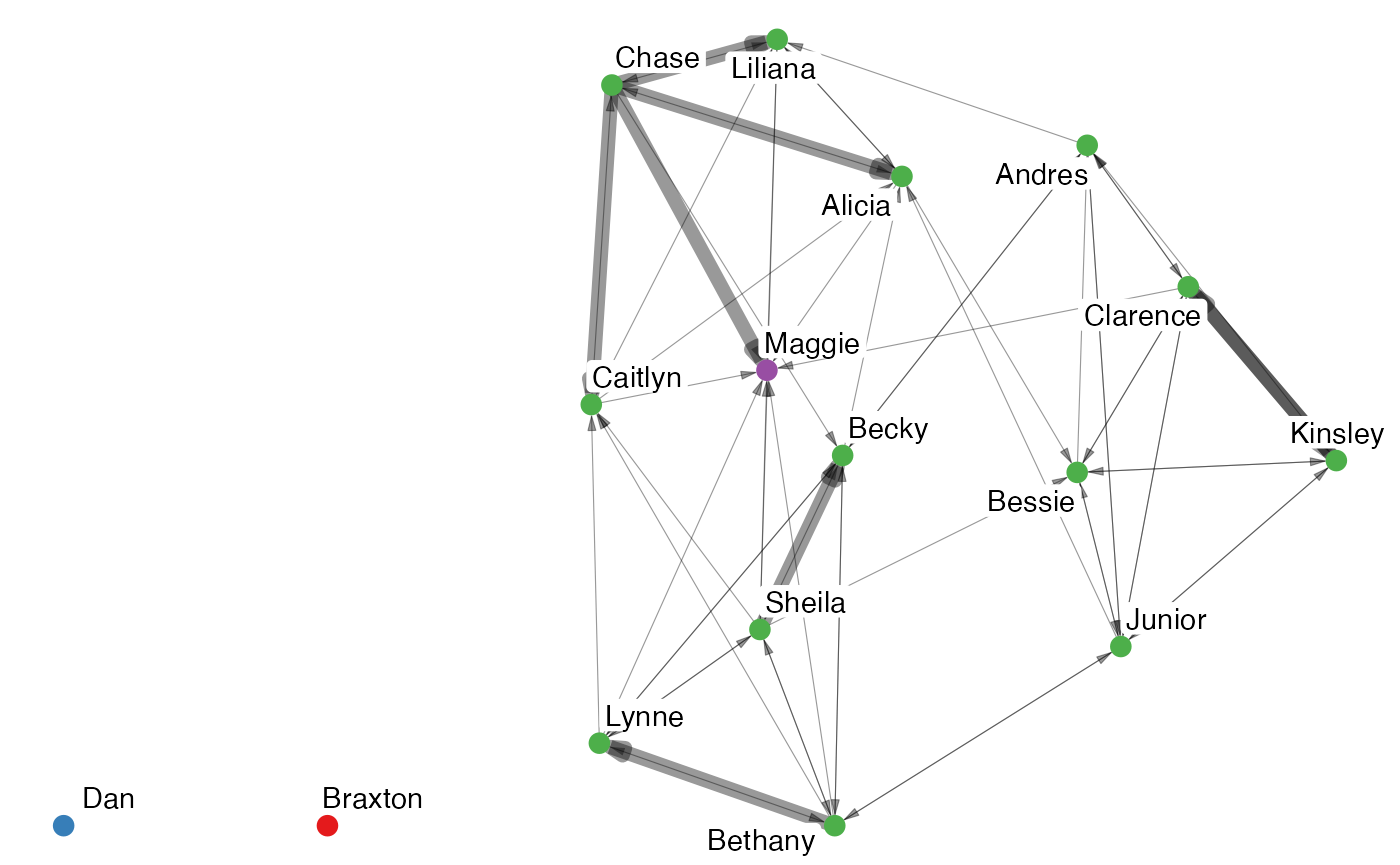 Chase
Liliana
Andres
Alicia
Clarence
Maggie
Caitlyn
Becky
Kinsley
Bessie
Sheila
Junior
Lynne
Dan
Braxton
Bethany